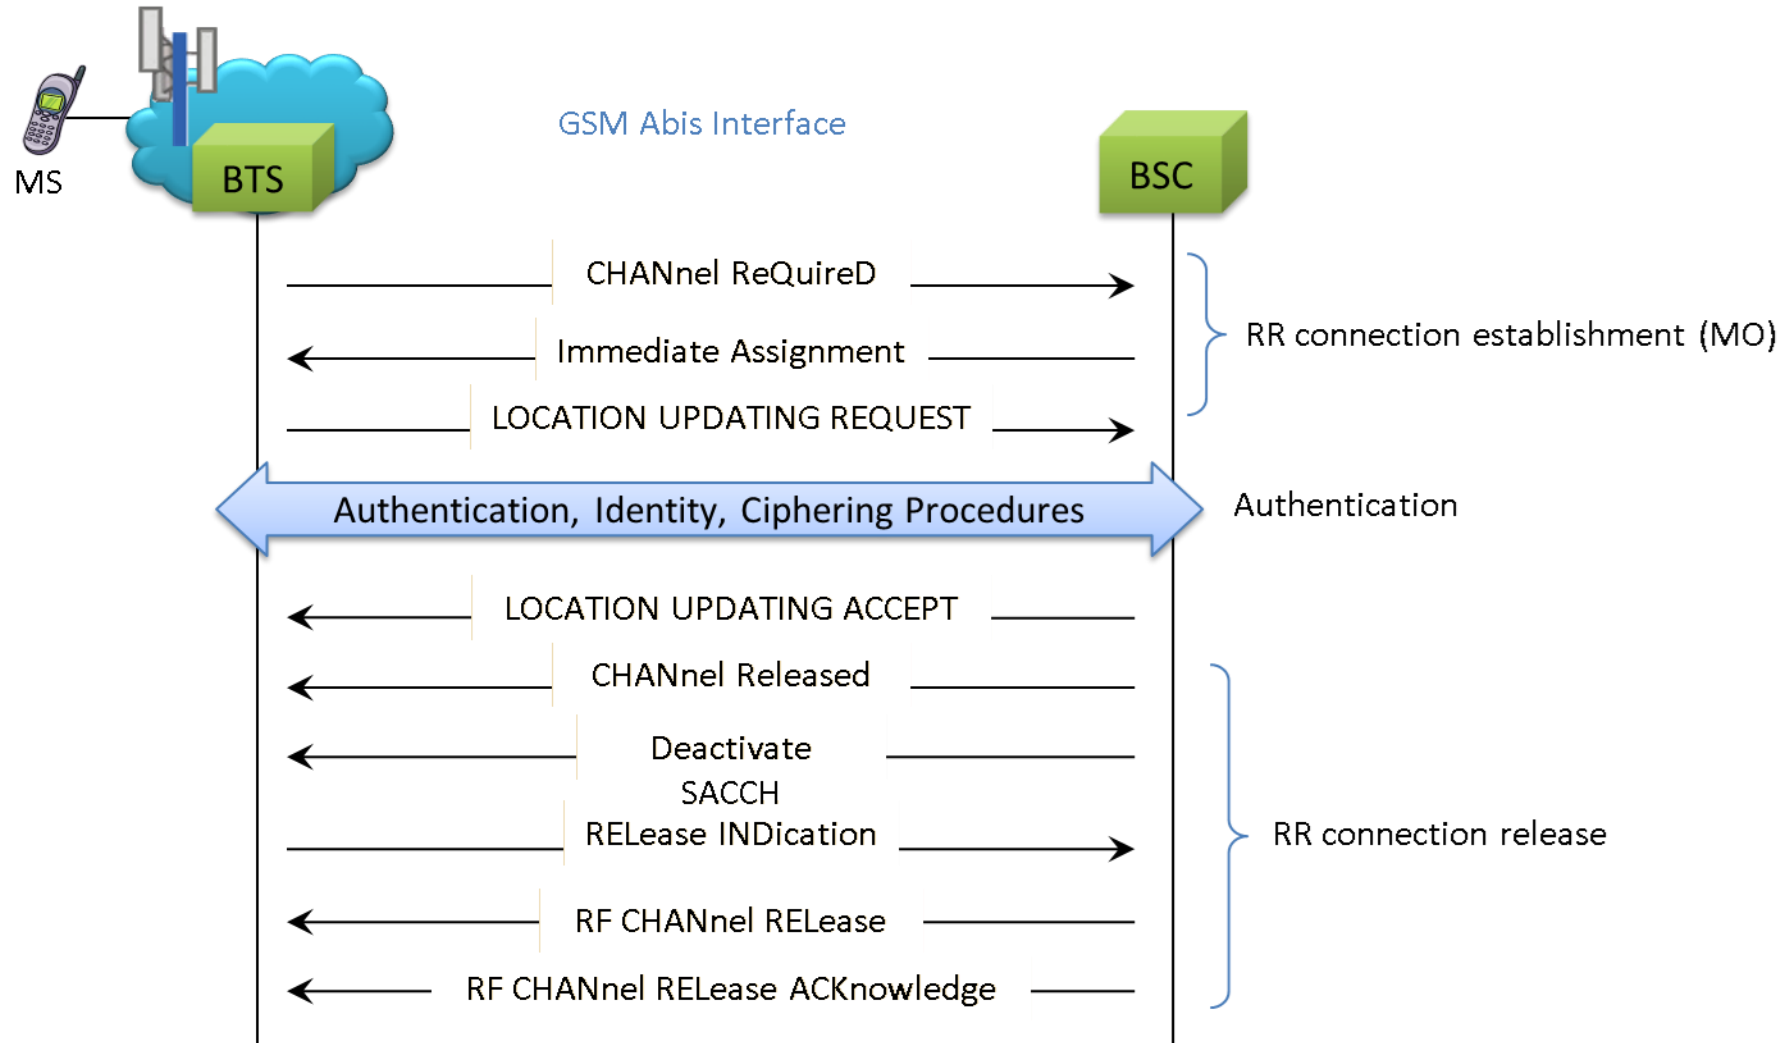 GSM Abis Interface
MS
BTS
BSC
CHANnel ReQuireD
Immediate Assignment
LOCATION UPDATING REQUEST
RR connection establishment (MO)
Authentication, Identity, Ciphering Procedures
Authentication
LOCATION UPDATING ACCEPT
CHANnel Released
Deactivate
SACCH
RELease INDication
RR connection release
RF CHANnel RELease
RF CHANnel RELease ACKnowledge